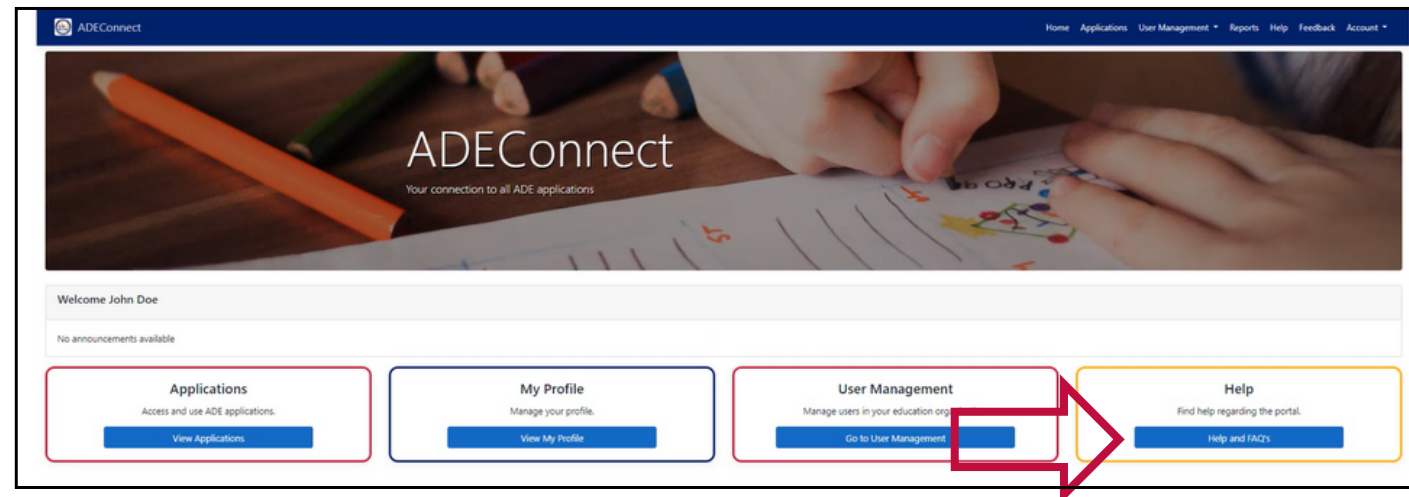 ADEConnect
Home Applications User Management Reports Help Feedback Account
ADEConnect
Your connection to all ADE applications
Welcome John Doe
No announcements available
Applications
Access and use ADE applications.
View Applications
My Profile
Manage your profile.
View My Profile
User Management
Manage users in your education
Go to User Management
Help
Find help regarding the portal.
Help and FAQ's